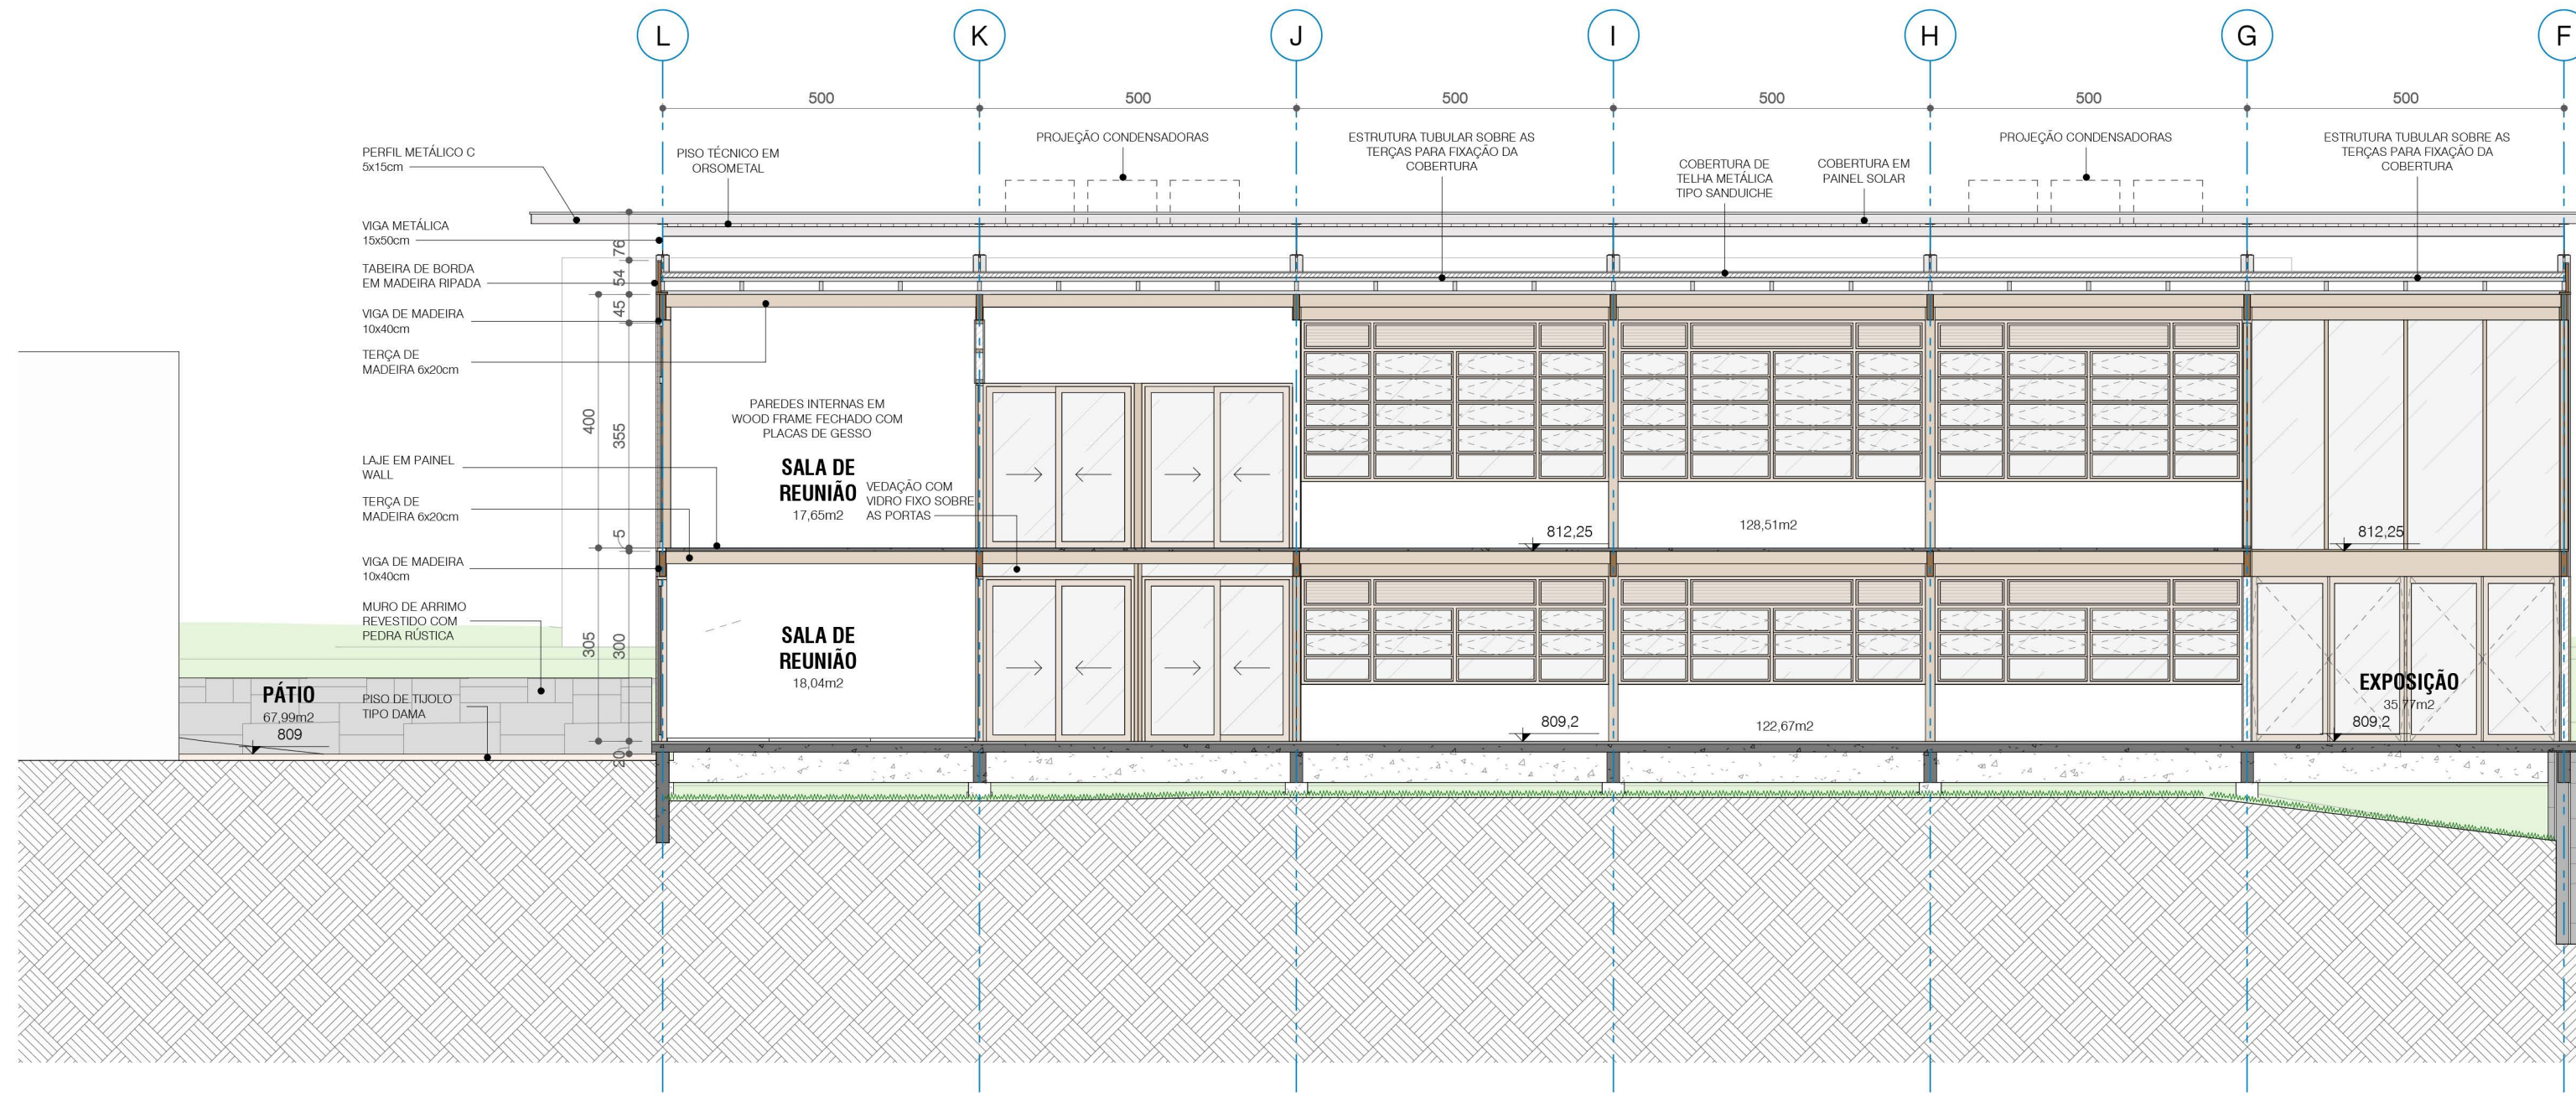 L
K
J
I
H
G
F
500
500
500
500
500
500
PERFIL METÁLICO C
5x15cm
PISO TÉCNICO EM
ORSOMETAL
PROJEÇÃO CONDENSADORAS
ESTRUTURA TUBULAR SOBRE AS
TERÇAS PARA FIXAÇÃO DA
COBERTURA
COBERTURA DE
TELHA METÁLICA
TIPO SANDUICHE
COBERTURA EM
PAINEL SOLAR
PROJEÇÃO CONDENSADORAS
ESTRUTURA TUBULAR SOBRE AS
TERÇAS PARA FIXAÇÃO DA
COBERTURA
VIGA METÁLICA
15x50cm
TABEIRA DE BORDA
EM MADEIRA RIPADA
VIGA DE MADEIRA
10x40cm
TERÇA DE
MADEIRA 6x20cm
LAJE EM PAINEL
WALL
TERÇA DE
MADEIRA 6x20cm
VIGA DE MADEIRA
10x40cm
MURO DE ARRIMO
REVESTIDO COM
PEDRA RÚSTICA
PISO DE TIJOLO
TIPO DAMA
76
54
45
400
355
5
305
300
20
PÁTIO
67,99m2
809
PAREDES INTERNAS EM
WOOD FRAME FECHADO COM
PLACAS DE GESSO
SALA DE
REUNIÃO
17,65m2
VEDAÇÃO COM
VIDRO FIXO SOBRE
AS PORTAS
812,25
128,51m2
812,25
SALA DE
REUNIÃO
18,04m2
809,2
122,67m2
EXPOSIÇÃO
35,77m2
809,2